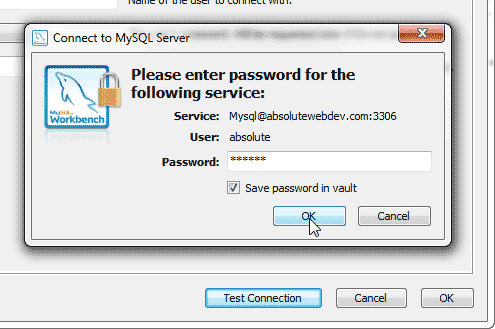 Name of the user to connect with.
Connect to MySQL Server
Please enter password for the
following service:
Service: Mysql@absolutewebdev.com:3306
User: absolute
Password: ******
Save password in vault
OK Cancel
MySQL
Workbench
Test Connection Cancel OK